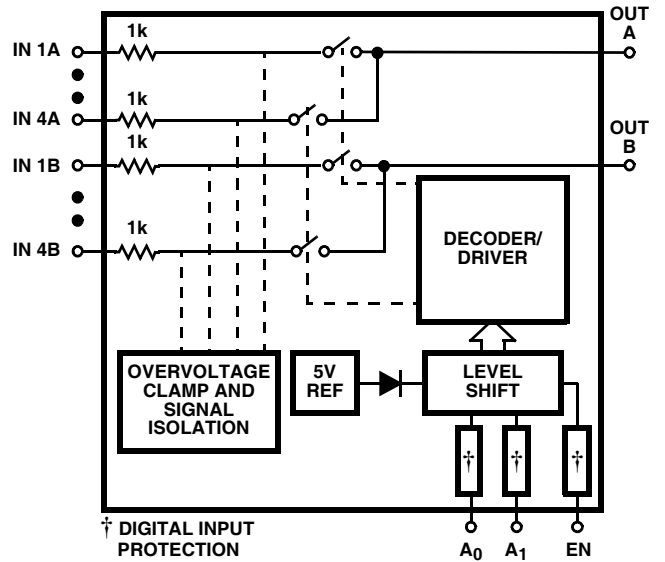 OUT
A
IN 1A
1k
IN 4A
1k
OUT
B
IN 1B
1k
IN 4B
1k
DECODER/
DRIVER
OVERVOLTAGE
CLAMP AND
SIGNAL
ISOLATION
5V
REF
LEVEL
SHIFT
†
†
†
† DIGITAL INPUT
PROTECTION
A0
A1
EN